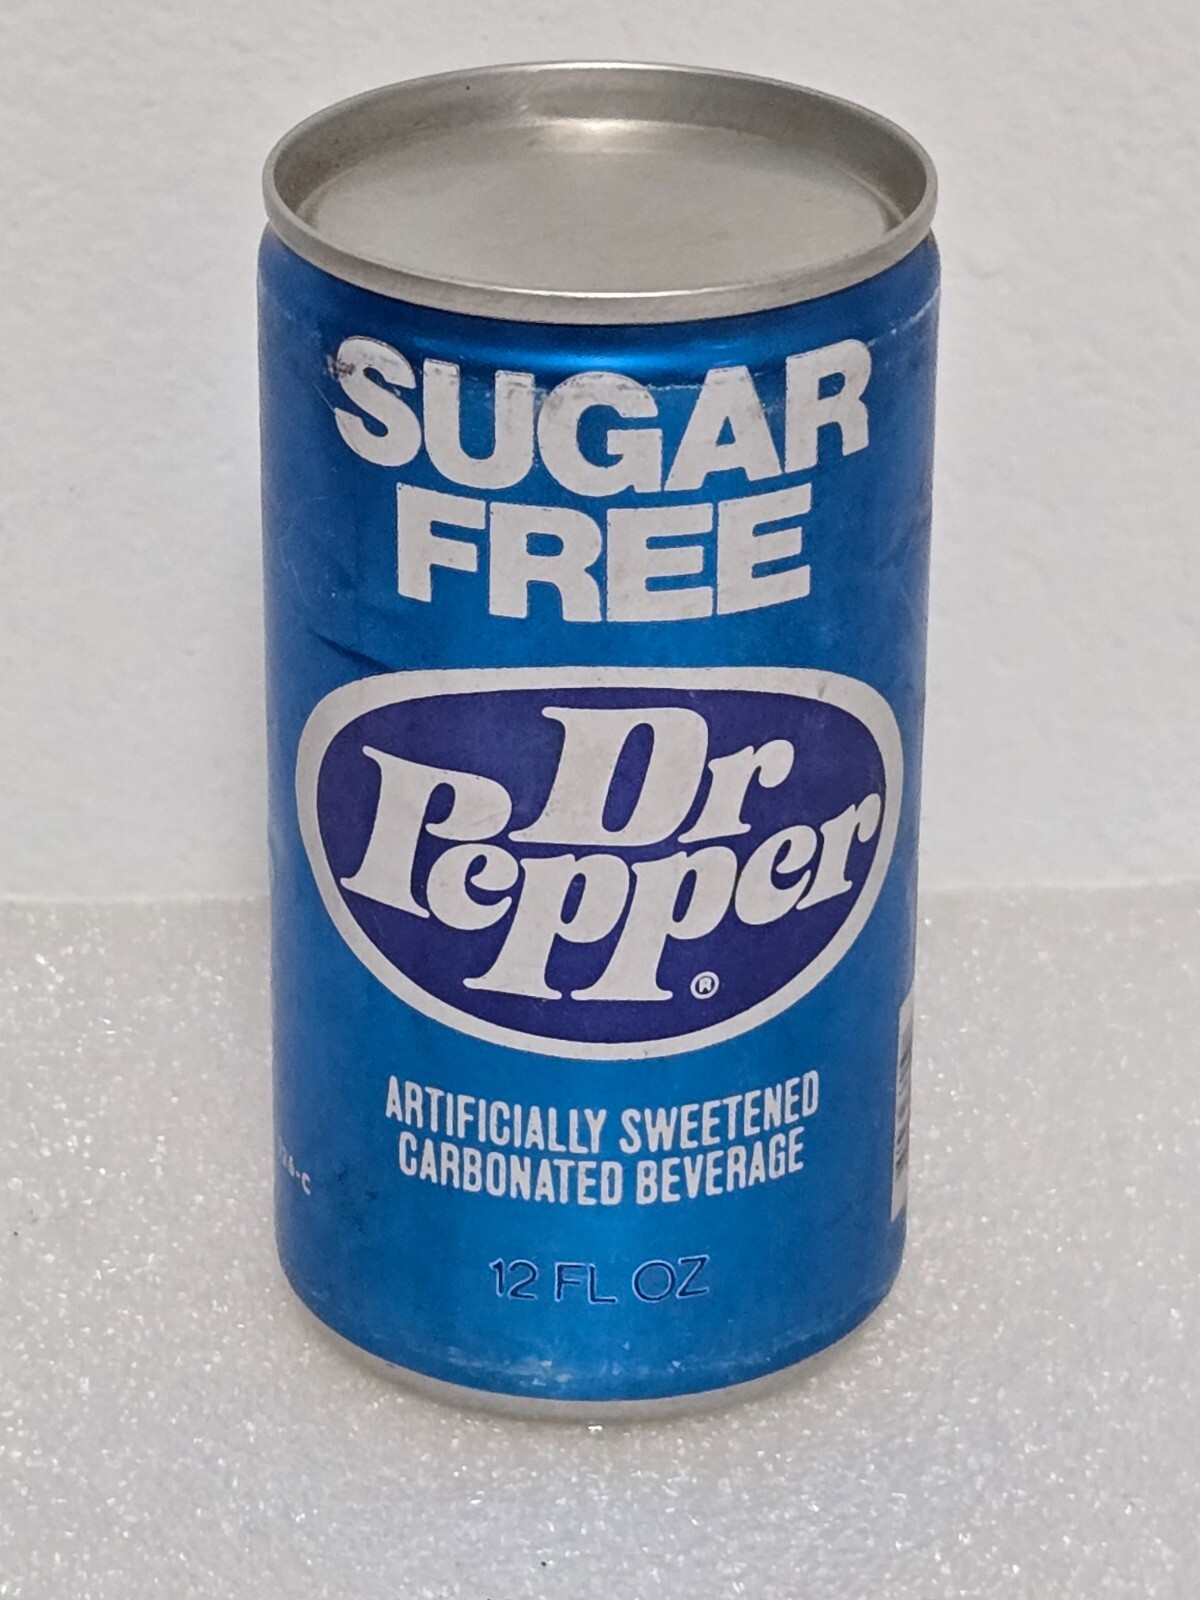 SUGAR
FREE
Dr
Pepper
®
ARTIFICIALLY SWEETENED
CARBONATED BEVERAGE
12 FL OZ